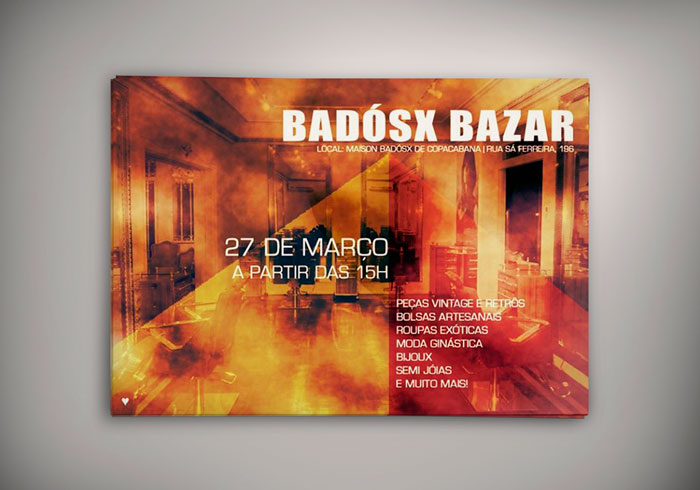 BADÓSX BAZAR
LOCAL: MAISON BADÓSX DE COPACABANA | RUA SÁ FERREIRA, 196
27 DE MARÇO
A PARTIR DAS 15H
PEÇAS VINTAGE E RETRÔS
BOLSAS ARTESANAIS
ROUPAS EXÓTICAS
MODA GINÁSTICA
BIJOUX
SEMI JÓIAS
E MUITO MAIS!